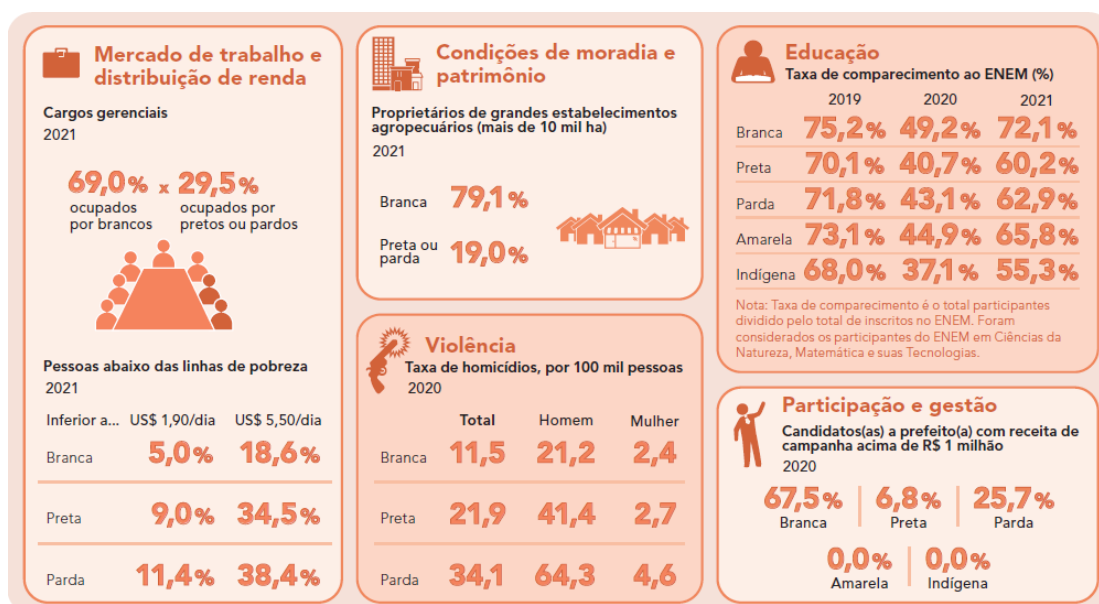 Mercado de trabalho e
distribuição de renda
Cargos gerenciais
2021
69,0% x 29,5%
ocupados por brancos
ocupados por pretos ou pardos
Pessoas abaixo das linhas de pobreza
2021
Inferior a... US$ 1,90/dia US$ 5,50/dia
Branca 5,0% 18,6%
Preta 9,0% 34,5%
Parda 11,4% 38,4%
Condições de moradia e
patrimônio
Proprietários de grandes estabelecimentos
agropecuários (mais de 10 mil ha)
2021
Branca 79,1%
Preta ou
parda 19,0%
Violência
Taxa de homicídios, por 100 mil pessoas
2020
Total Homem Mulher
Branca 11,5 21,2 2,4
Preta 21,9 41,4 2,7
Parda 34,1 64,3 4,6
Educação
Taxa de comparecimento ao ENEM (%)
2019 2020 2021
Branca 75,2% 49,2% 72,1%
Preta 70,1% 40,7% 60,2%
Parda 71,8% 43,1% 62,9%
Amarela 73,1% 44,9% 65,8%
Indígena 68,0% 37,1% 55,3%
Nota: Taxa de comparecimento é o total participantes
dividido pelo total de inscritos no ENEM. Foram
considerados os participantes do ENEM em Ciências da
Natureza, Matemática e suas Tecnologias.
Participação e gestão
Candidatos(as) a prefeito(a) com receita de
campanha acima de R$ 1 milhão
2020
67,5% 6,8% 25,7%
Branca Preta Parda
0,0% 0,0%
Amarela Indígena